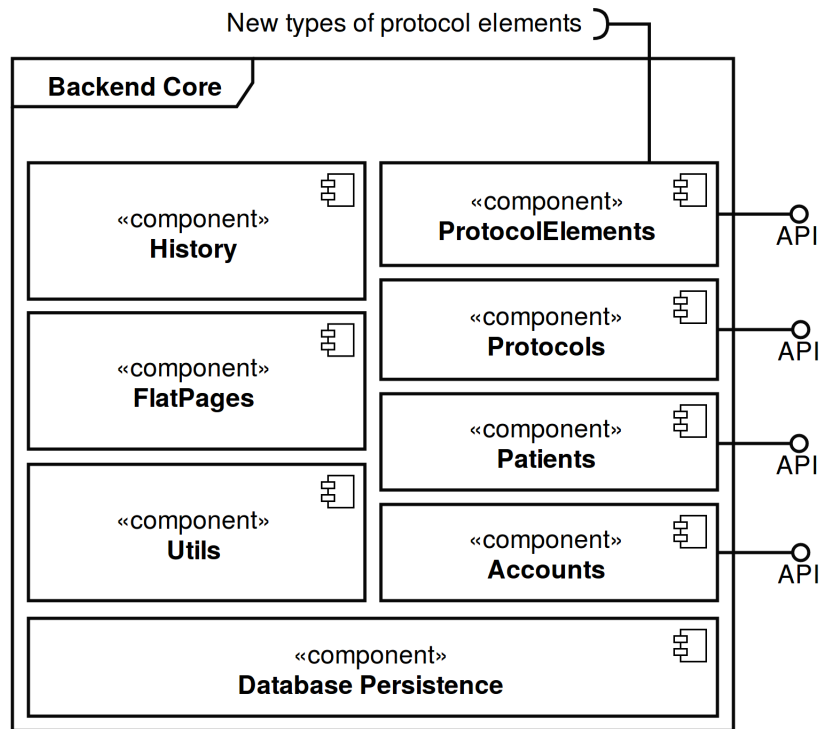 New types of protocol elements
Backend Core
«component»
History
«component»
FlatPages
«component»
Utils
«component»
ProtocolElements
API
«component»
Protocols
API
«component»
Patients
API
«component»
Accounts
API
«component»
Database Persistence